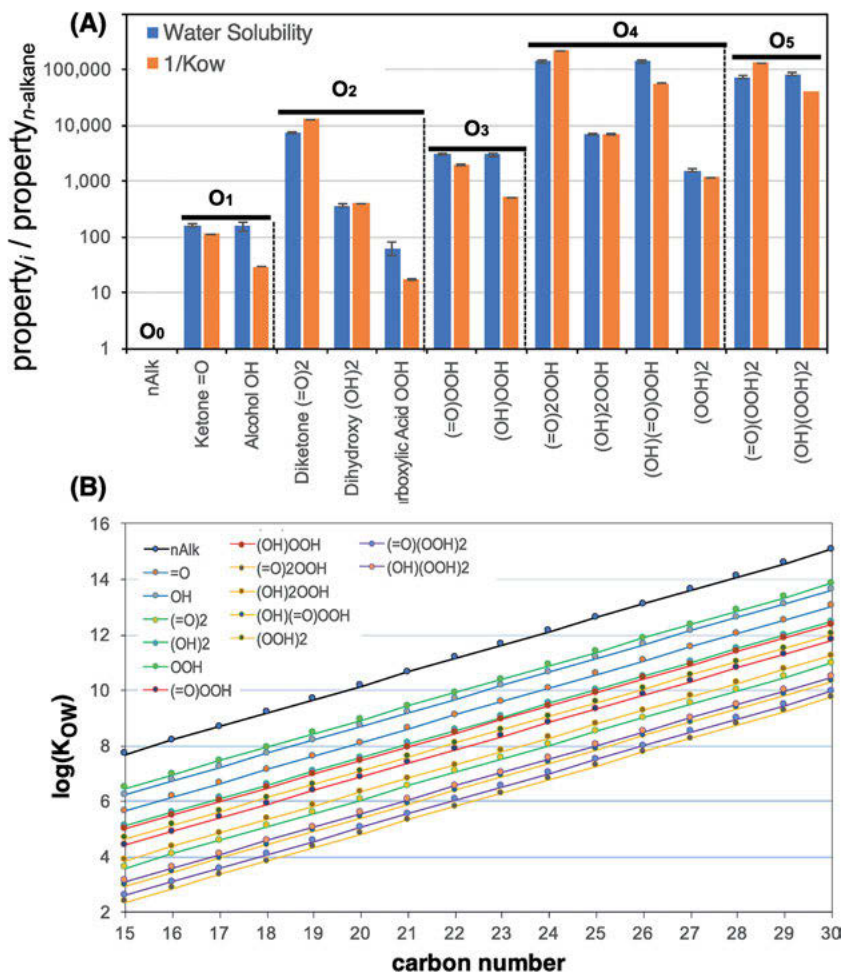 (A)
Water Solubility
1/Kow
O0
O1
O2
O3
O4
O5
property𝑖 / property𝑛-alkane
100,000
10,000
1,000
100
10
1
nAlk
Ketone =O
Alcohol OH
Diketone (=O)2
Dihydroxy (OH)2
arboxylic Acid OOH
(=O)OOH
(OH)OOH
(=O)2OOH
(OH)2OOH
(OH)(=O)OOH
(OOH)2
(=O)(OOH)2
(OH)(OOH)2
(B)
log(KOW)
16
14
12
10
8
6
4
2
nAlk
=O
OH
(=O)2
(OH)2
OOH
(=O)OOH
(OH)OOH
(=O)2OOH
(OH)2OOH
(OH)(=O)OOH
(OOH)2
(=O)(OOH)2
(OH)(OOH)2
15 16 17 18 19 20 21 22 23 24 25 26 27 28 29 30
carbon number